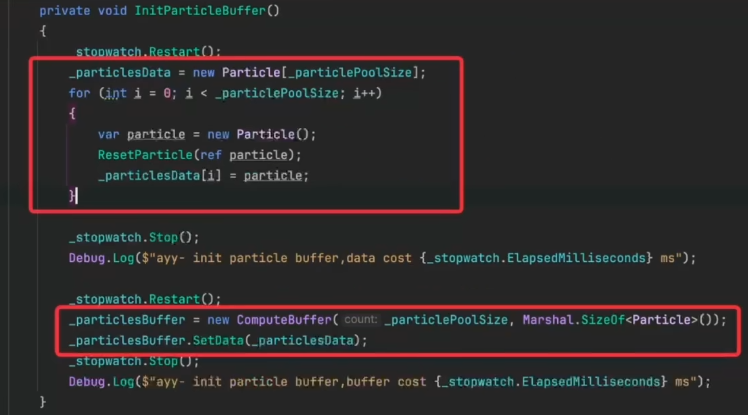 private void InitParticleBuffer()
{
_stopwatch.Restart();
_particlesData = new Particle[_particlePoolSize];
for (int i = 0; i < _particlePoolSize; i++)
{
var particle = new Particle();
ResetParticle(ref particle);
_particlesData[i] = particle;
}
_stopwatch.Stop();
Debug.Log($"ayy- init particle buffer,data cost {_stopwatch.ElapsedMilliseconds} ms");
_stopwatch.Restart();
_particlesBuffer = new ComputeBuffer( count: _particlePoolSize, Marshal.SizeOf<Particle>());
_particlesBuffer.SetData(_particlesData);
_stopwatch.Stop();
Debug.Log($"ayy- init particle buffer,buffer cost {_stopwatch.ElapsedMilliseconds} ms");
}